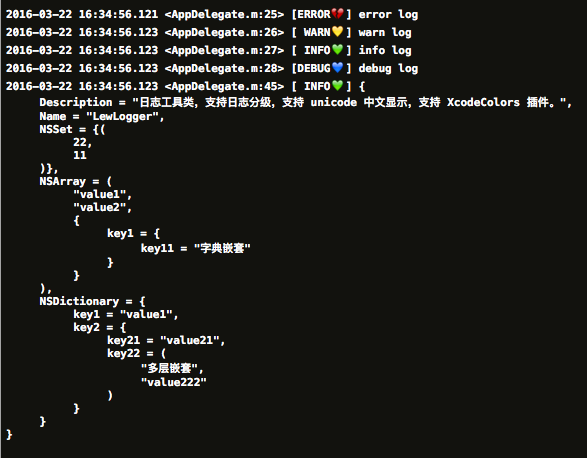 2016-03-22 16:34:56.121 <AppDelegate.m:25> [ERROR💔] error log
2016-03-22 16:34:56.123 <AppDelegate.m:26> [ WARN💛] warn log
2016-03-22 16:34:56.123 <AppDelegate.m:27> [ INFO💚] info log
2016-03-22 16:34:56.123 <AppDelegate.m:28> [DEBUG💙] debug log
2016-03-22 16:34:56.123 <AppDelegate.m:45> [ INFO💚] {
    Description = "日志工具类，支持日志分级，支持 unicode 中文显示，支持 XcodeColors 插件。",
    Name = "LewLogger",
    NSSet = {(
        22,
        11
    )},
    NSArray = (
        "value1",
        "value2",
        {
            key1 = {
                key11 = "字典嵌套"
            }
        }
    ),
    NSDictionary = {
        key1 = "value1",
        key2 = {
            key21 = "value21",
            key22 = (
                "多层嵌套",
                "value222"
            )
        }
    }
}